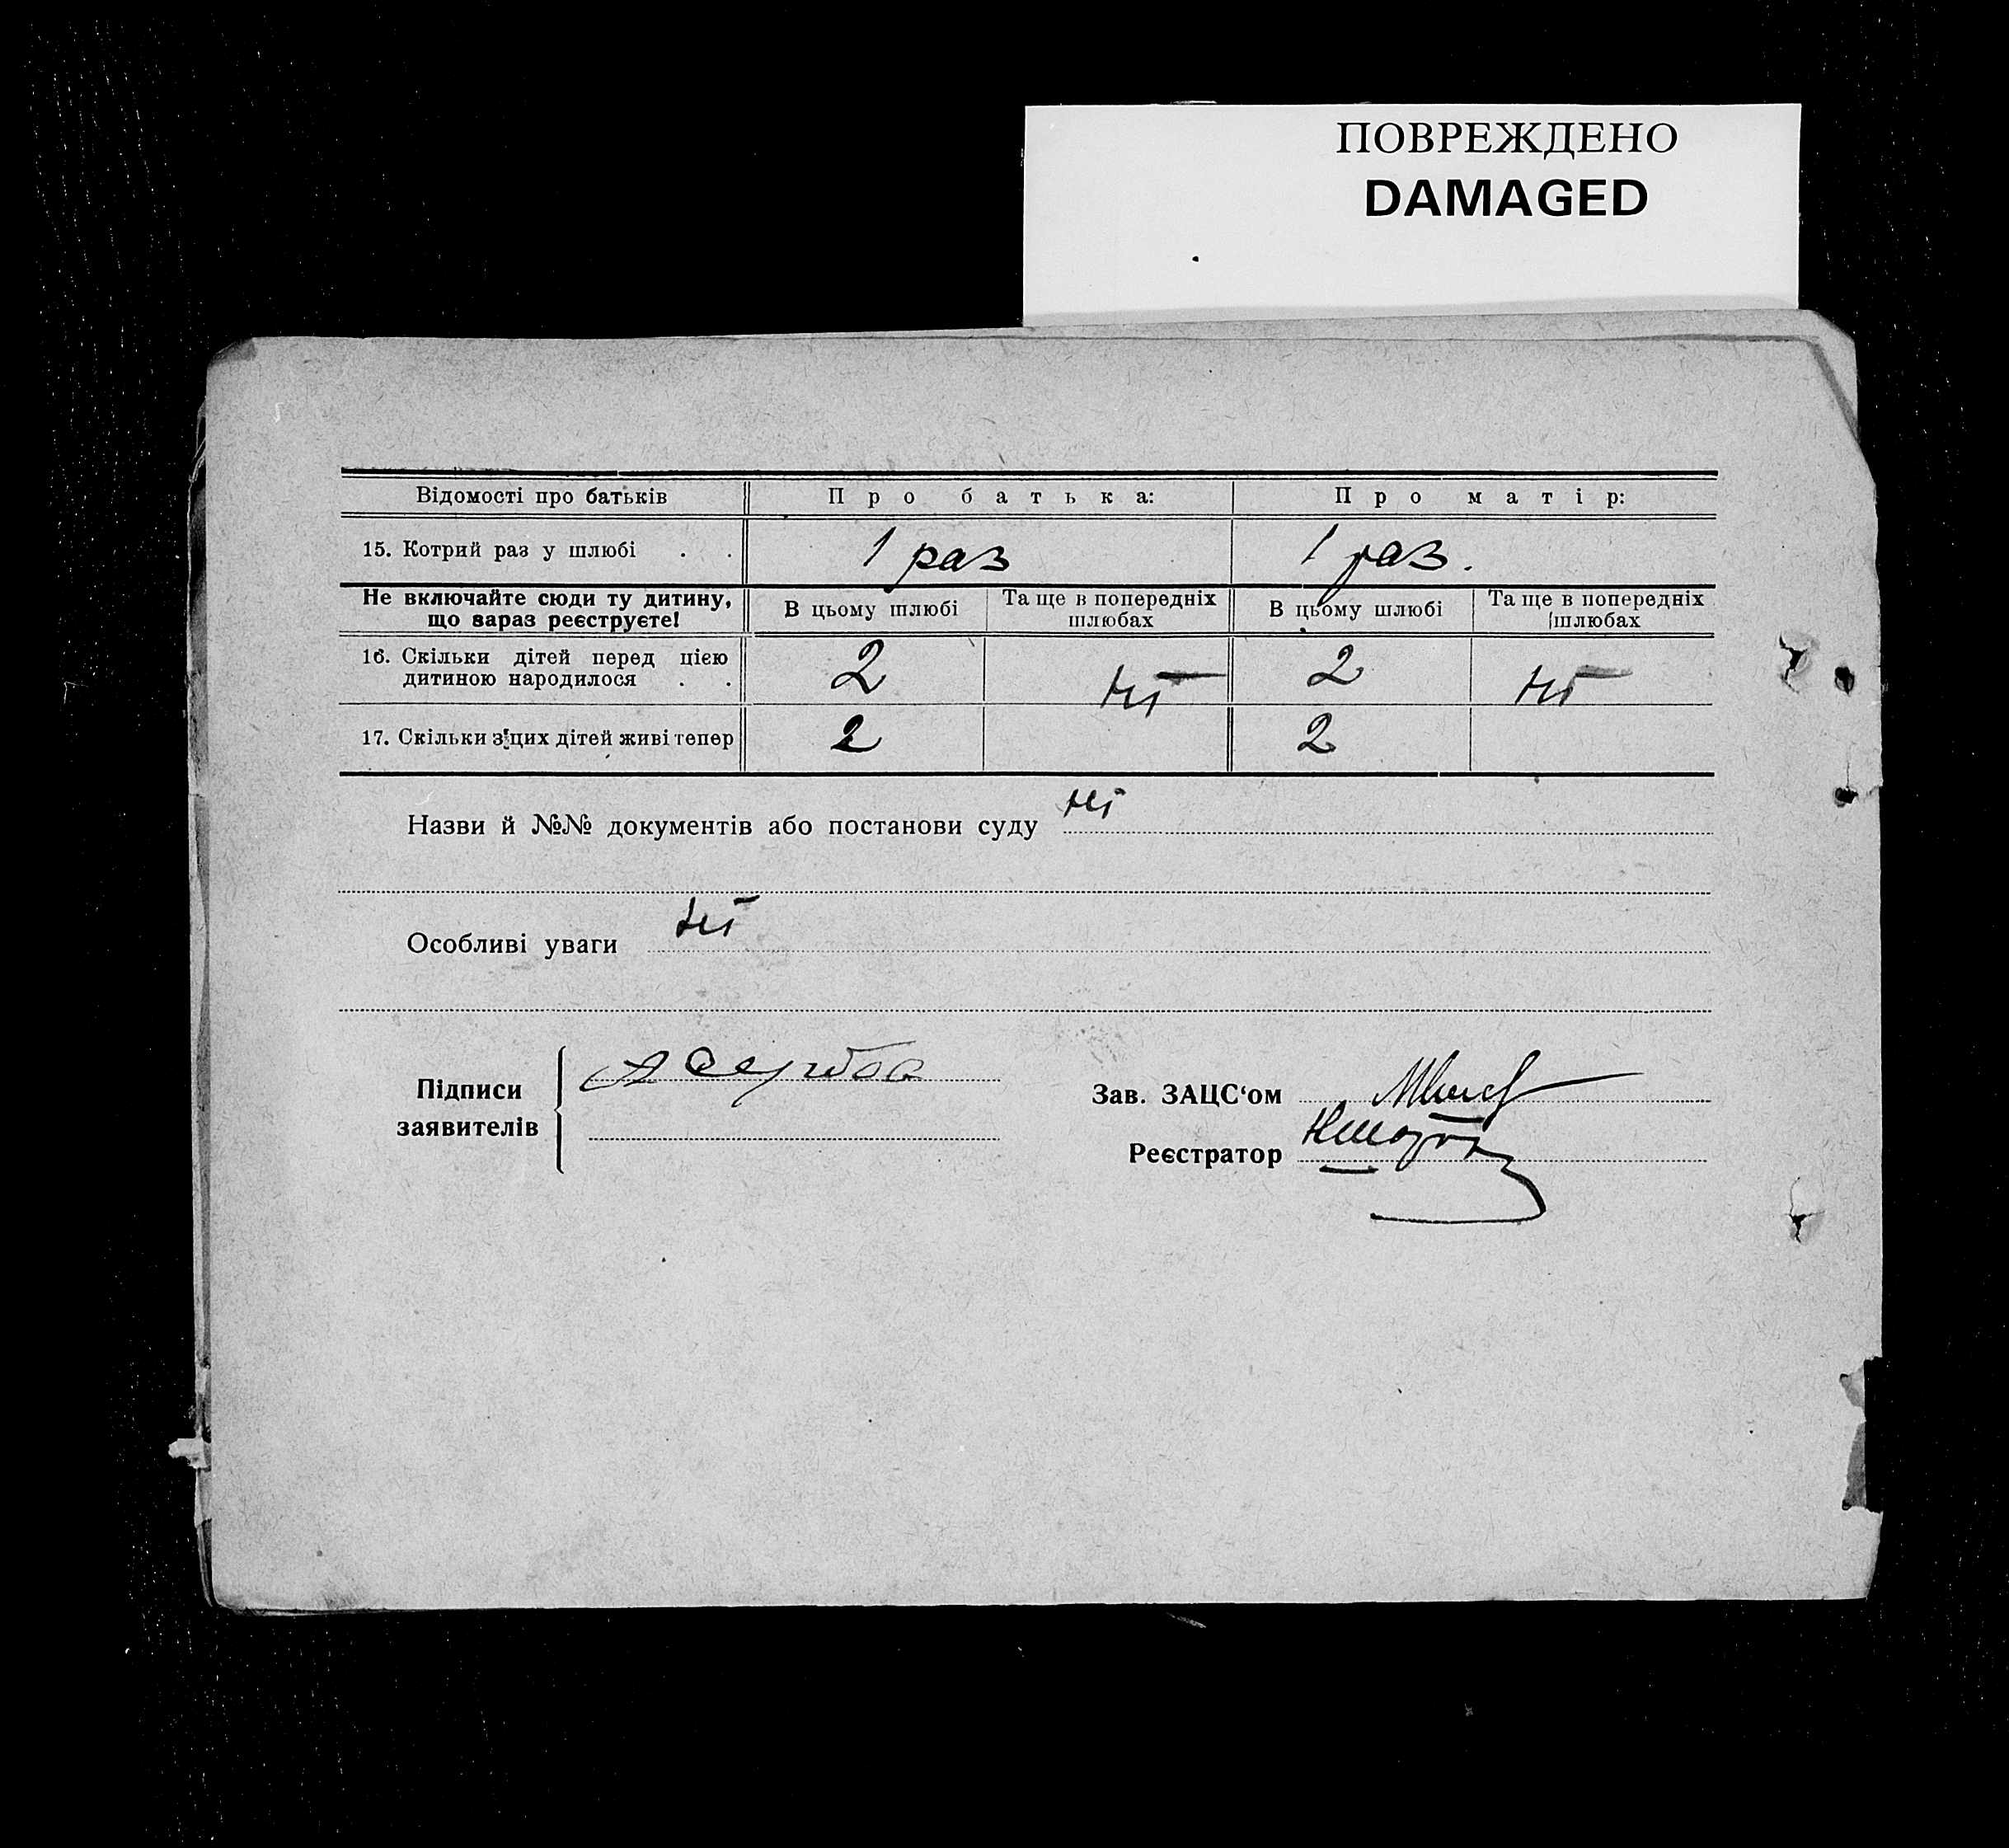 ПОВРЕЖДЕНО
DAMAGED
Відомості про батьків Про батька: Про матір:
15. Котрий раз у шлюбі . . 1 раз 1 раз.
Не включайте сюди ту дитину, що зараз реєструєте! В цьому шлюбі Та ще в попередніх шлюбах В цьому шлюбі Та ще в попередніх шлюбах
16. Скільки дітей перед цією
дитиною народилося . . 2 ні 2 ні
17. Скільки з цих дітей живі тепер 2 2
Назви й №№ документів або постанови суду ні
Особливі уваги ні
Підписи
заявителів
Зав. ЗАЦС‘ом
Реєстратор